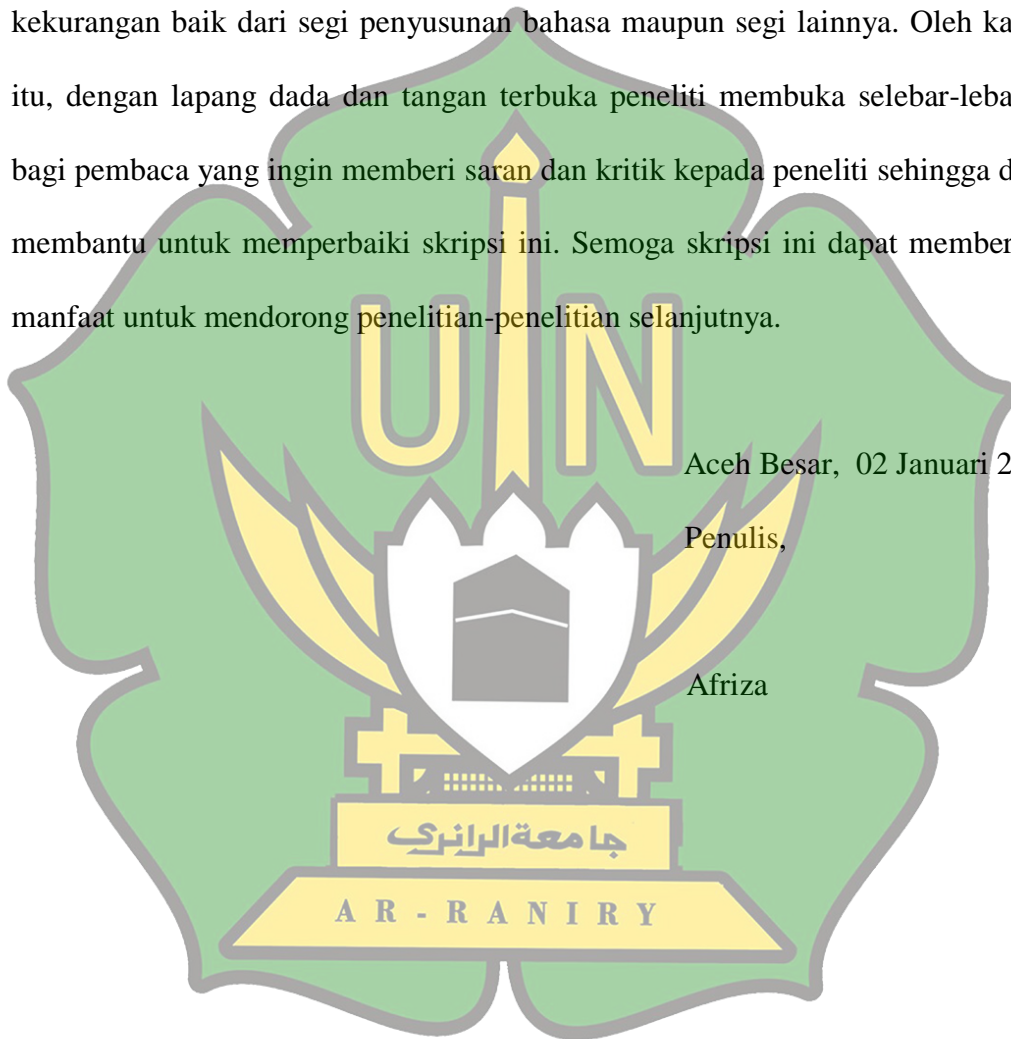 kekurangan baik dari segi penyusunan bahasa maupun segi lainnya. Oleh ka
itu, dengan lapang dada dan tangan terbuka peneliti membuka selebar-leba
bagi pembaca yang ingin memberi saran dan kritik kepada peneliti sehingga d
membantu untuk memperbaiki skripsi ini. Semoga skripsi ini dapat member
manfaat untuk mendorong penelitian-penelitian selanjutnya.
UIN
Aceh Besar,  02 Januari 2
Penulis,
Afriza
جامعة الرانري
AR-RANIRY